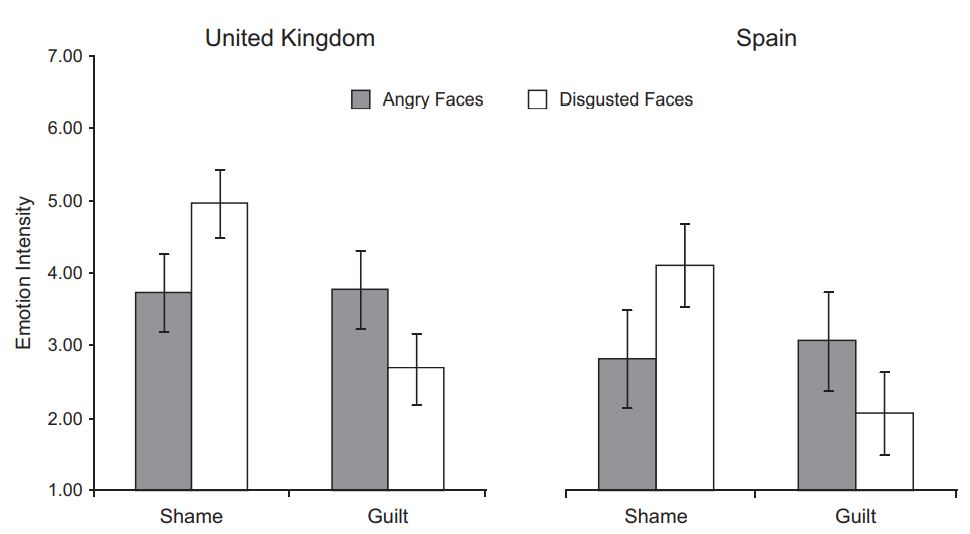 United Kingdom
Spain
Angry Faces
Disgusted Faces
Emotion Intensity
7.00
6.00
5.00
4.00
3.00
2.00
1.00
Shame
Guilt
Shame
Guilt